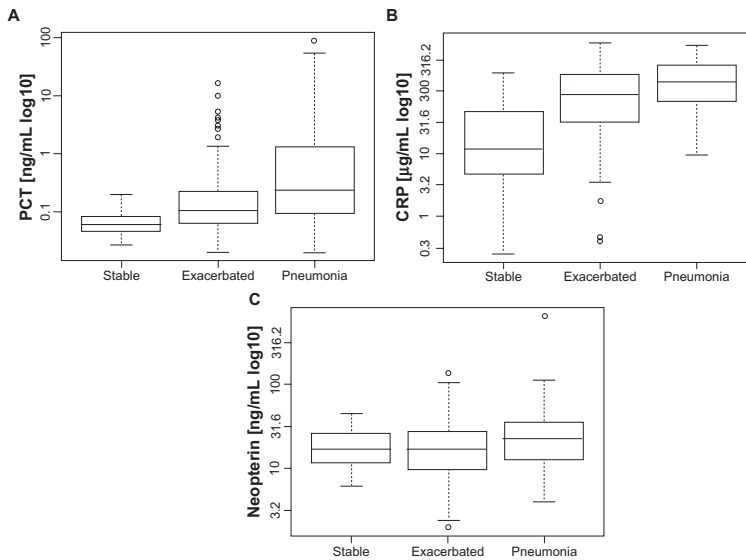 A
PCT [ng/mL log10]
100
10
1
0.1
Stable Exacerbated Pneumonia
B
CRP [µg/mL log10]
316.2
300
31.6
10
3.2
1
0.3
Stable Exacerbated Pneumonia
C
Neopterin [ng/mL log10]
316.2
100
31.6
10
3.2
Stable Exacerbated Pneumonia